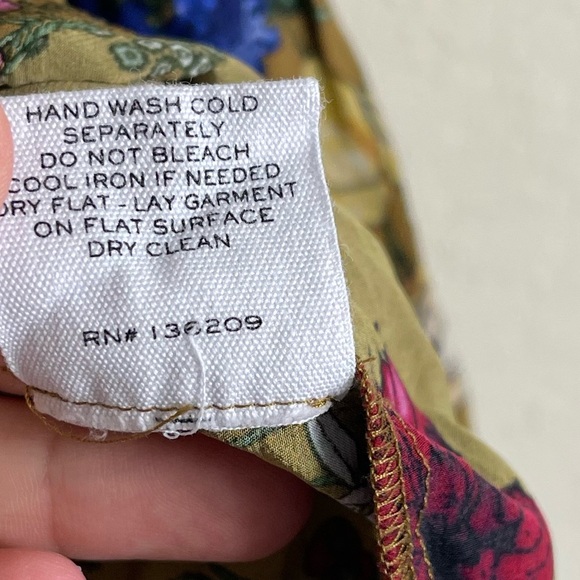 HAND WASH COLD
SEPARATELY
DO NOT BLEACH
COOL IRON IF NEEDED
DRY FLAT - LAY GARMENT
ON FLAT SURFACE
DRY CLEAN
RN# 136209